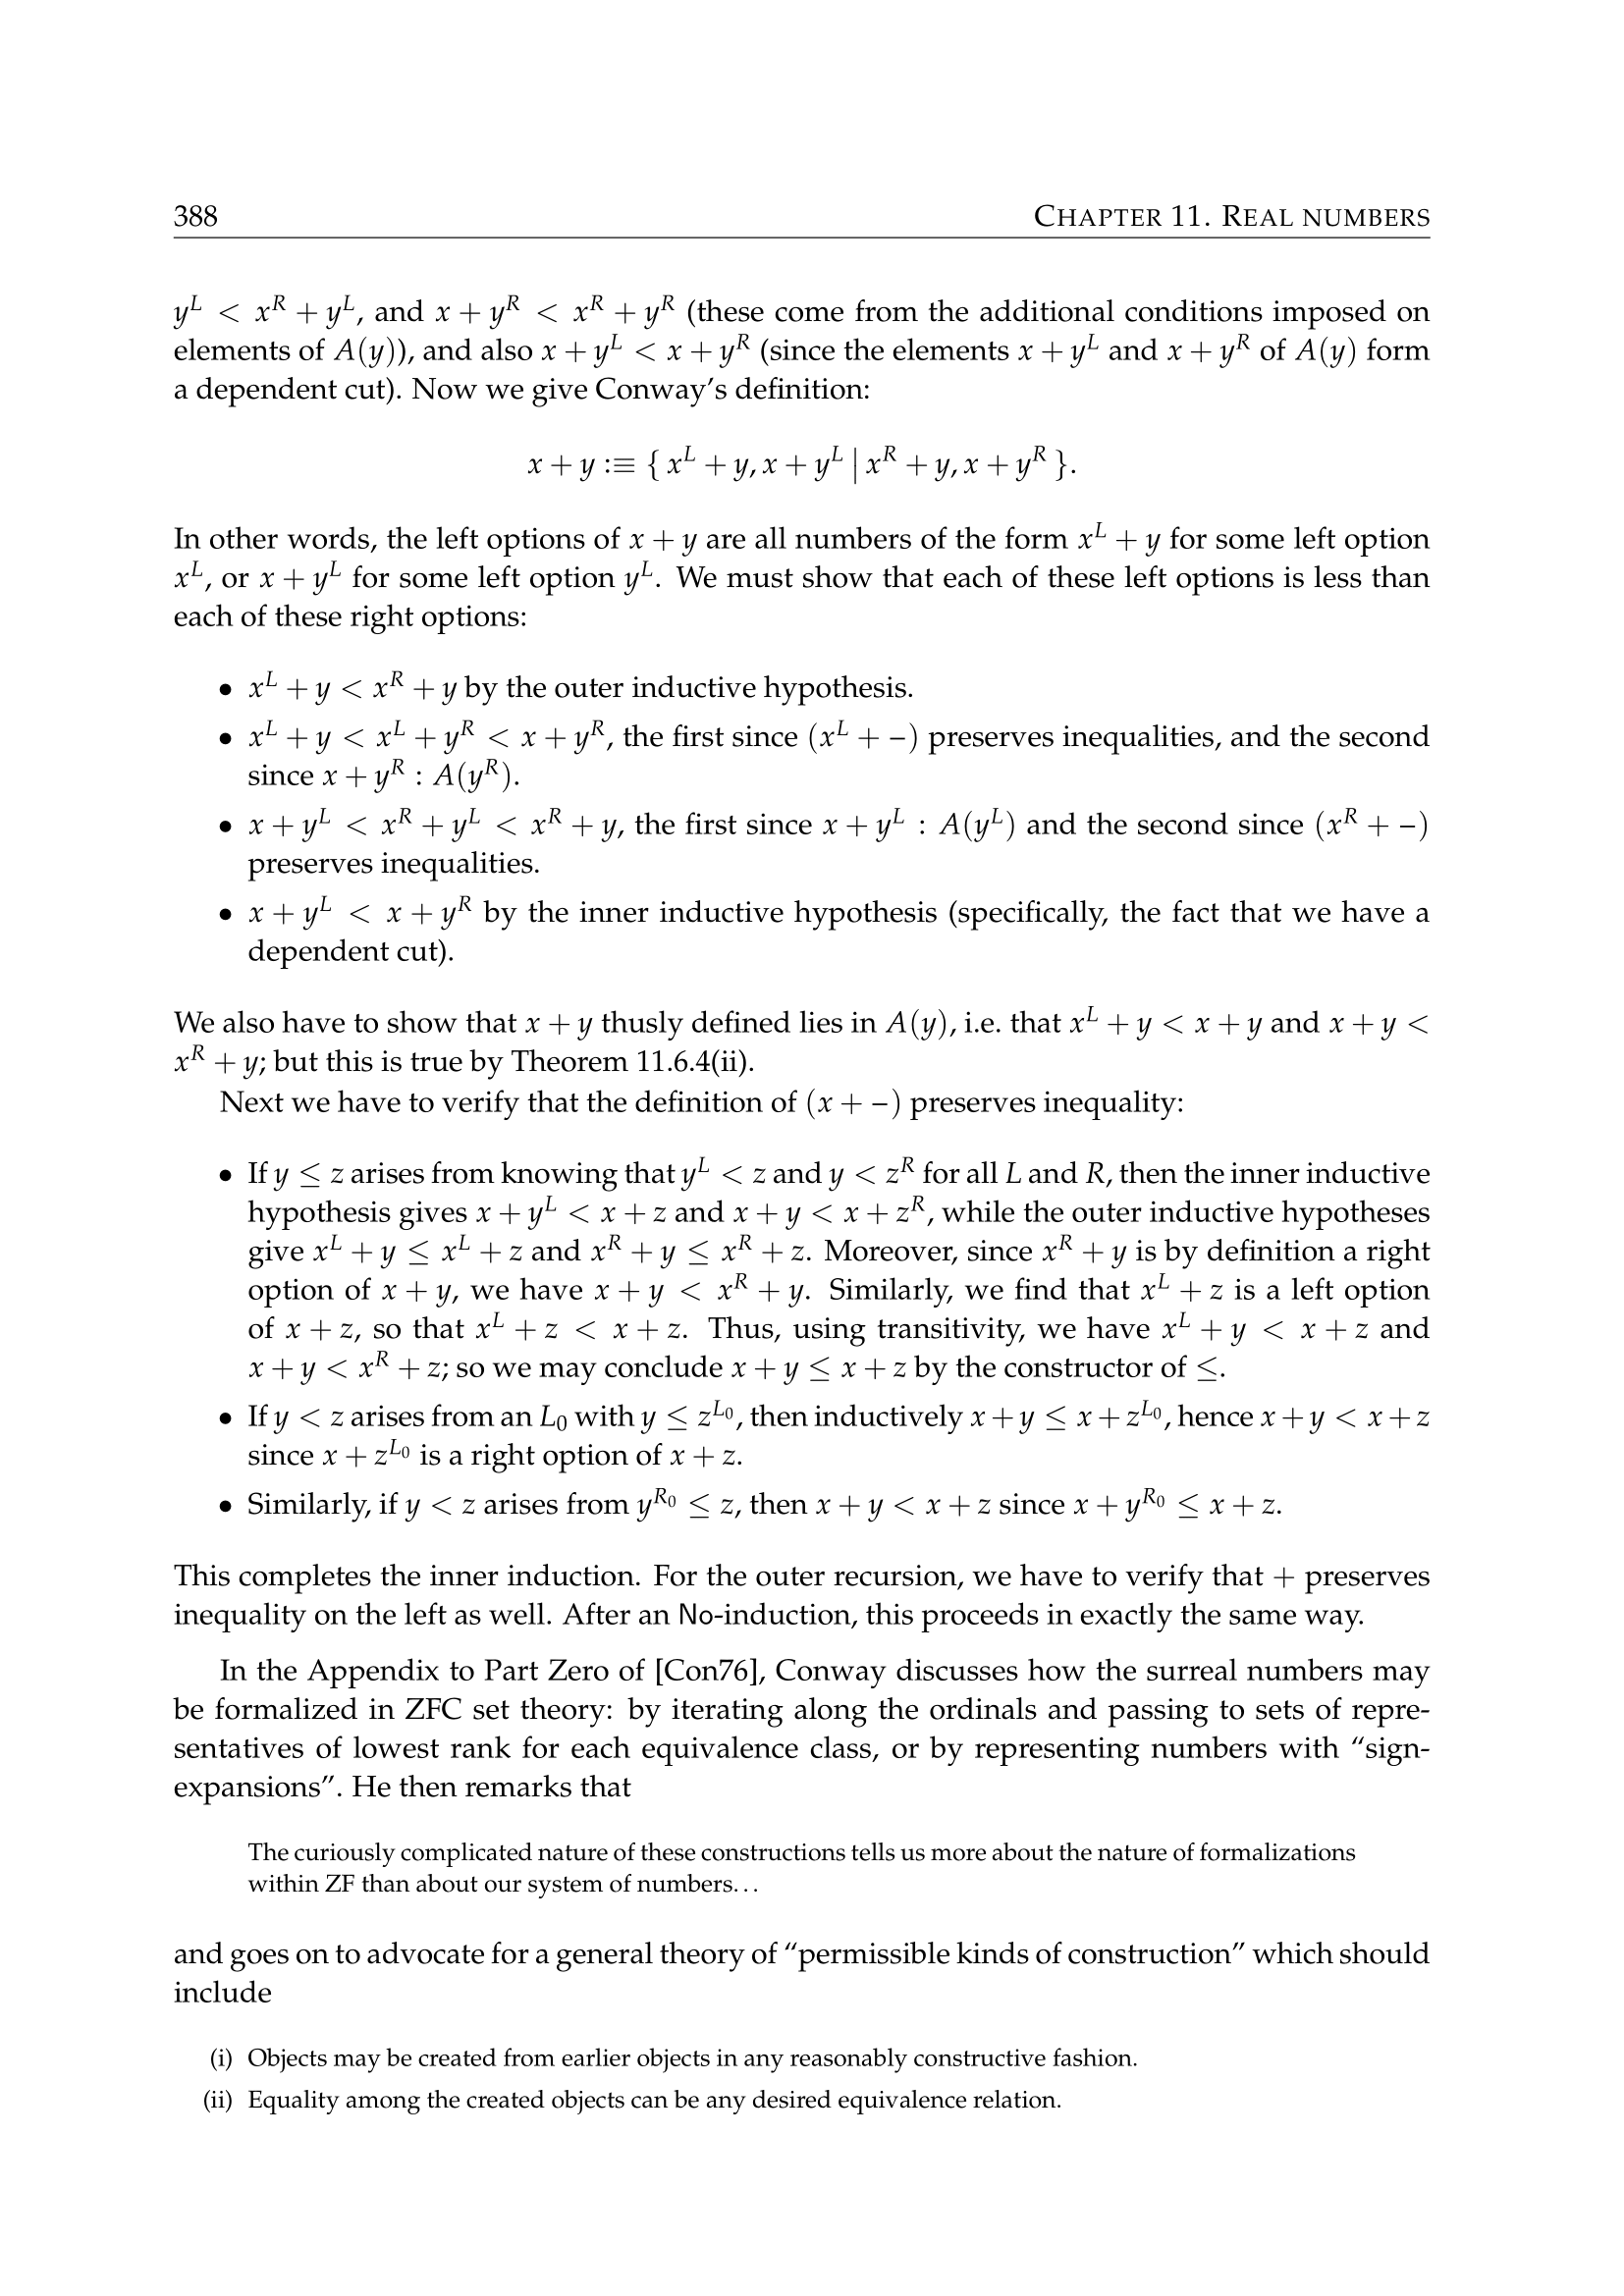 388 CHAPTER 11. REAL NUMBERS
y^L < x^R + y^L, and x + y^R < x^R + y^R (these come from the additional conditions imposed on
elements of A(y)), and also x + y^L < x + y^R (since the elements x + y^L and x + y^R of A(y) form
a dependent cut). Now we give Conway’s definition:
x + y :≡ { x^L + y, x + y^L | x^R + y, x + y^R }.
In other words, the left options of x + y are all numbers of the form x^L + y for some left option
x^L, or x + y^L for some left option y^L. We must show that each of these left options is less than
each of these right options:
• x^L + y < x^R + y by the outer inductive hypothesis.
• x^L + y < x^L + y^R < x + y^R, the first since (x^L + –) preserves inequalities, and the second
since x + y^R : A(y^R).
• x + y^L < x^R + y^L < x^R + y, the first since x + y^L : A(y^L) and the second since (x^R + –)
preserves inequalities.
• x + y^L < x + y^R by the inner inductive hypothesis (specifically, the fact that we have a
dependent cut).
We also have to show that x + y thusly defined lies in A(y), i.e. that x^L + y < x + y and x + y <
x^R + y; but this is true by Theorem 11.6.4(ii).
Next we have to verify that the definition of (x + –) preserves inequality:
• If y ≤ z arises from knowing that y^L < z and y < z^R for all L and R, then the inner inductive
hypothesis gives x + y^L < x + z and x + y < x + z^R, while the outer inductive hypotheses
give x^L + y ≤ x^L + z and x^R + y ≤ x^R + z. Moreover, since x^R + y is by definition a right
option of x + y, we have x + y < x^R + y. Similarly, we find that x^L + z is a left option
of x + z, so that x^L + z < x + z. Thus, using transitivity, we have x^L + y < x + z and
x + y < x^R + z; so we may conclude x + y ≤ x + z by the constructor of ≤.
• If y < z arises from an L₀ with y ≤ z^{L₀}, then inductively x + y ≤ x + z^{L₀}, hence x + y < x + z
since x + z^{L₀} is a right option of x + z.
• Similarly, if y < z arises from y^{R₀} ≤ z, then x + y < x + z since x + y^{R₀} ≤ x + z.
This completes the inner induction. For the outer recursion, we have to verify that + preserves
inequality on the left as well. After an No-induction, this proceeds in exactly the same way.
In the Appendix to Part Zero of [Con76], Conway discusses how the surreal numbers may
be formalized in ZFC set theory: by iterating along the ordinals and passing to sets of repre-
sentatives of lowest rank for each equivalence class, or by representing numbers with “sign-
expansions”. He then remarks that
The curiously complicated nature of these constructions tells us more about the nature of formalizations
within ZF than about our system of numbers. . .
and goes on to advocate for a general theory of “permissible kinds of construction” which should
include
(i) Objects may be created from earlier objects in any reasonably constructive fashion.
(ii) Equality among the created objects can be any desired equivalence relation.